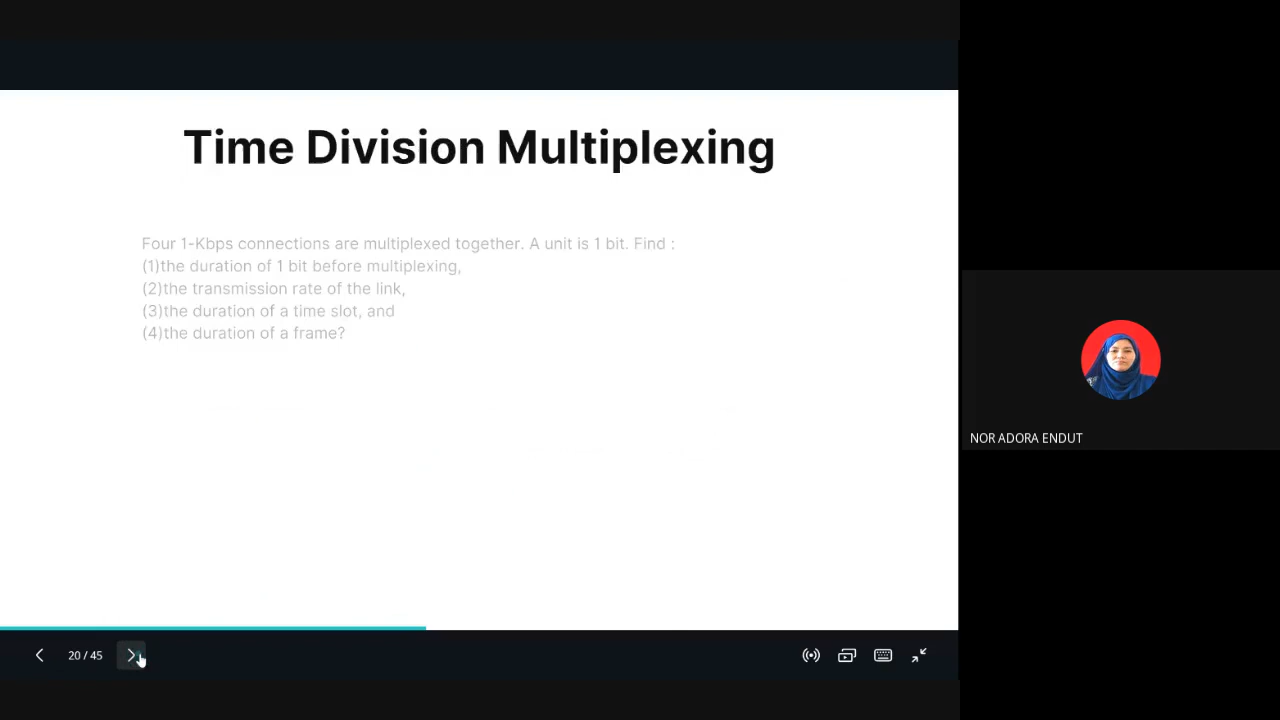 Time Division Multiplexing
Four 1-Kbps connections are multiplexed together. A unit is 1 bit. Find :
(1)the duration of 1 bit before multiplexing,
(2)the transmission rate of the link,
(3)the duration of a time slot, and
(4)the duration of a frame?
NOR ADORA ENDUT
20 / 45